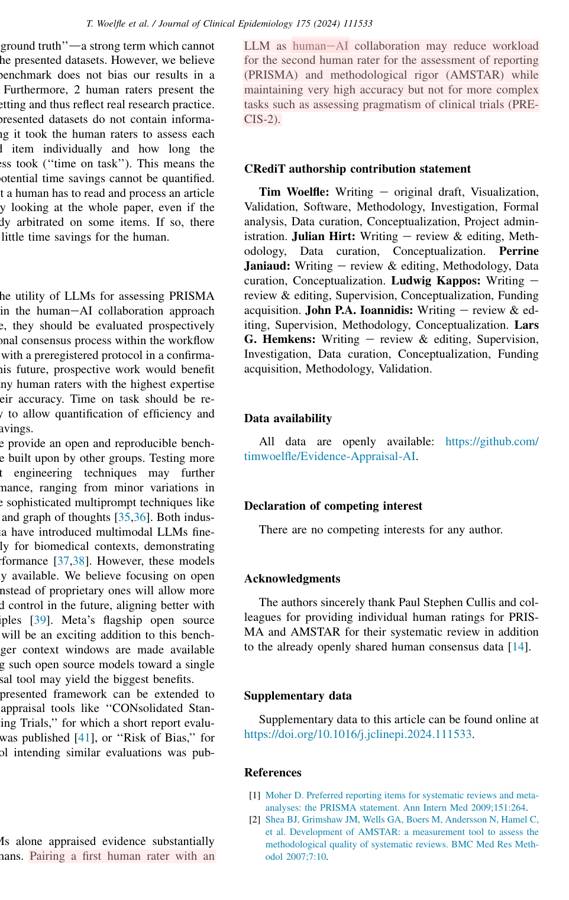 T. Woelfle et al. / Journal of Clinical Epidemiology 175 (2024) 111533
ground truth’’—a strong term which cannot
he presented datasets. However, we believe
benchmark does not bias our results in a
Furthermore, 2 human raters present the
etting and thus reflect real research practice.
presented datasets do not contain informa-
ng it took the human raters to assess each
d item individually and how long the
ess took (‘‘time on task’’). This means the
potential time savings cannot be quantified.
t a human has to read and process an article
y looking at the whole paper, even if the
dy arbitrated on some items. If so, there
little time savings for the human.
he utility of LLMs for assessing PRISMA
in the human−AI collaboration approach
e, they should be evaluated prospectively
onal consensus process within the workflow
with a preregistered protocol in a confirma-
his future, prospective work would benefit
any human raters with the highest expertise
eir accuracy. Time on task should be re-
y to allow quantification of efficiency and
avings.
e provide an open and reproducible bench-
e built upon by other groups. Testing more
t engineering techniques may further
mance, ranging from minor variations in
e sophisticated multiprompt techniques like
and graph of thoughts [35,36]. Both indus-
ia have introduced multimodal LLMs fine-
ly for biomedical contexts, demonstrating
rformance [37,38]. However, these models
y available. We believe focusing on open
nstead of proprietary ones will allow more
d control in the future, aligning better with
iples [39]. Meta’s flagship open source
will be an exciting addition to this bench-
ger context windows are made available
g such open source models toward a single
sal tool may yield the biggest benefits.
presented framework can be extended to
appraisal tools like ‘‘CONsolidated Stan-
ting Trials,’’ for which a short report evalu-
was published [41], or ‘‘Risk of Bias,’’ for
ol intending similar evaluations was pub-
Ms alone appraised evidence substantially
mans. Pairing a first human rater with an
LLM as human−AI collaboration may reduce workload
for the second human rater for the assessment of reporting
(PRISMA) and methodological rigor (AMSTAR) while
maintaining very high accuracy but not for more complex
tasks such as assessing pragmatism of clinical trials (PRE-
CIS-2).
CRediT authorship contribution statement
Tim Woelfle: Writing − original draft, Visualization,
Validation, Software, Methodology, Investigation, Formal
analysis, Data curation, Conceptualization, Project admin-
istration. Julian Hirt: Writing − review & editing, Meth-
odology, Data curation, Conceptualization. Perrine
Janiaud: Writing − review & editing, Methodology, Data
curation, Conceptualization. Ludwig Kappos: Writing −
review & editing, Supervision, Conceptualization, Funding
acquisition. John P.A. Ioannidis: Writing − review & ed-
iting, Supervision, Methodology, Conceptualization. Lars
G. Hemkens: Writing − review & editing, Supervision,
Investigation, Data curation, Conceptualization, Funding
acquisition, Methodology, Validation.
Data availability
All data are openly available: https://github.com/
timwoelfle/Evidence-Appraisal-AI.
Declaration of competing interest
There are no competing interests for any author.
Acknowledgments
The authors sincerely thank Paul Stephen Cullis and col-
leagues for providing individual human ratings for PRIS-
MA and AMSTAR for their systematic review in addition
to the already openly shared human consensus data [14].
Supplementary data
Supplementary data to this article can be found online at
https://doi.org/10.1016/j.jclinepi.2024.111533.
References
[1] Moher D. Preferred reporting items for systematic reviews and meta-
analyses: the PRISMA statement. Ann Intern Med 2009;151:264.
[2] Shea BJ, Grimshaw JM, Wells GA, Boers M, Andersson N, Hamel C,
et al. Development of AMSTAR: a measurement tool to assess the
methodological quality of systematic reviews. BMC Med Res Meth-
odol 2007;7:10.